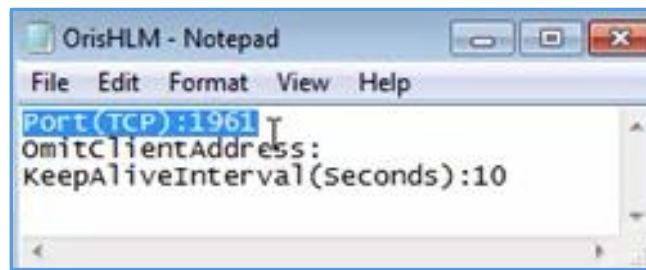 OrisHLM - Notepad
File Edit Format View Help
Port(TCP):1961
OmitClientAddress:
KeepAliveInterval(Seconds):10